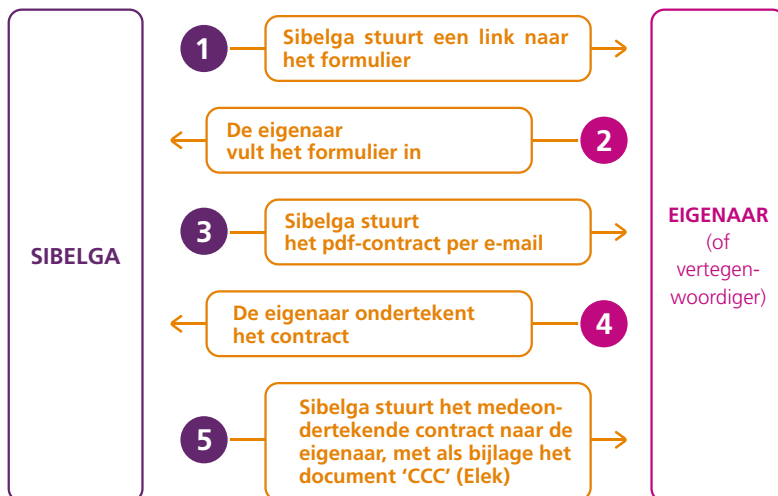 SIBELGA
1
Sibelga stuurt een link naar
het formulier
De eigenaar
vult het formulier in
2
3
Sibelga stuurt
het pdf-contract per e-mail
De eigenaar ondertekent
het contract
4
5
Sibelga stuurt het medeon-
dertekende contract naar de
eigenaar, met als bijlage het
document ‘CCC’ (Elek)
EIGENAAR
(of
vertegen-
woordiger)